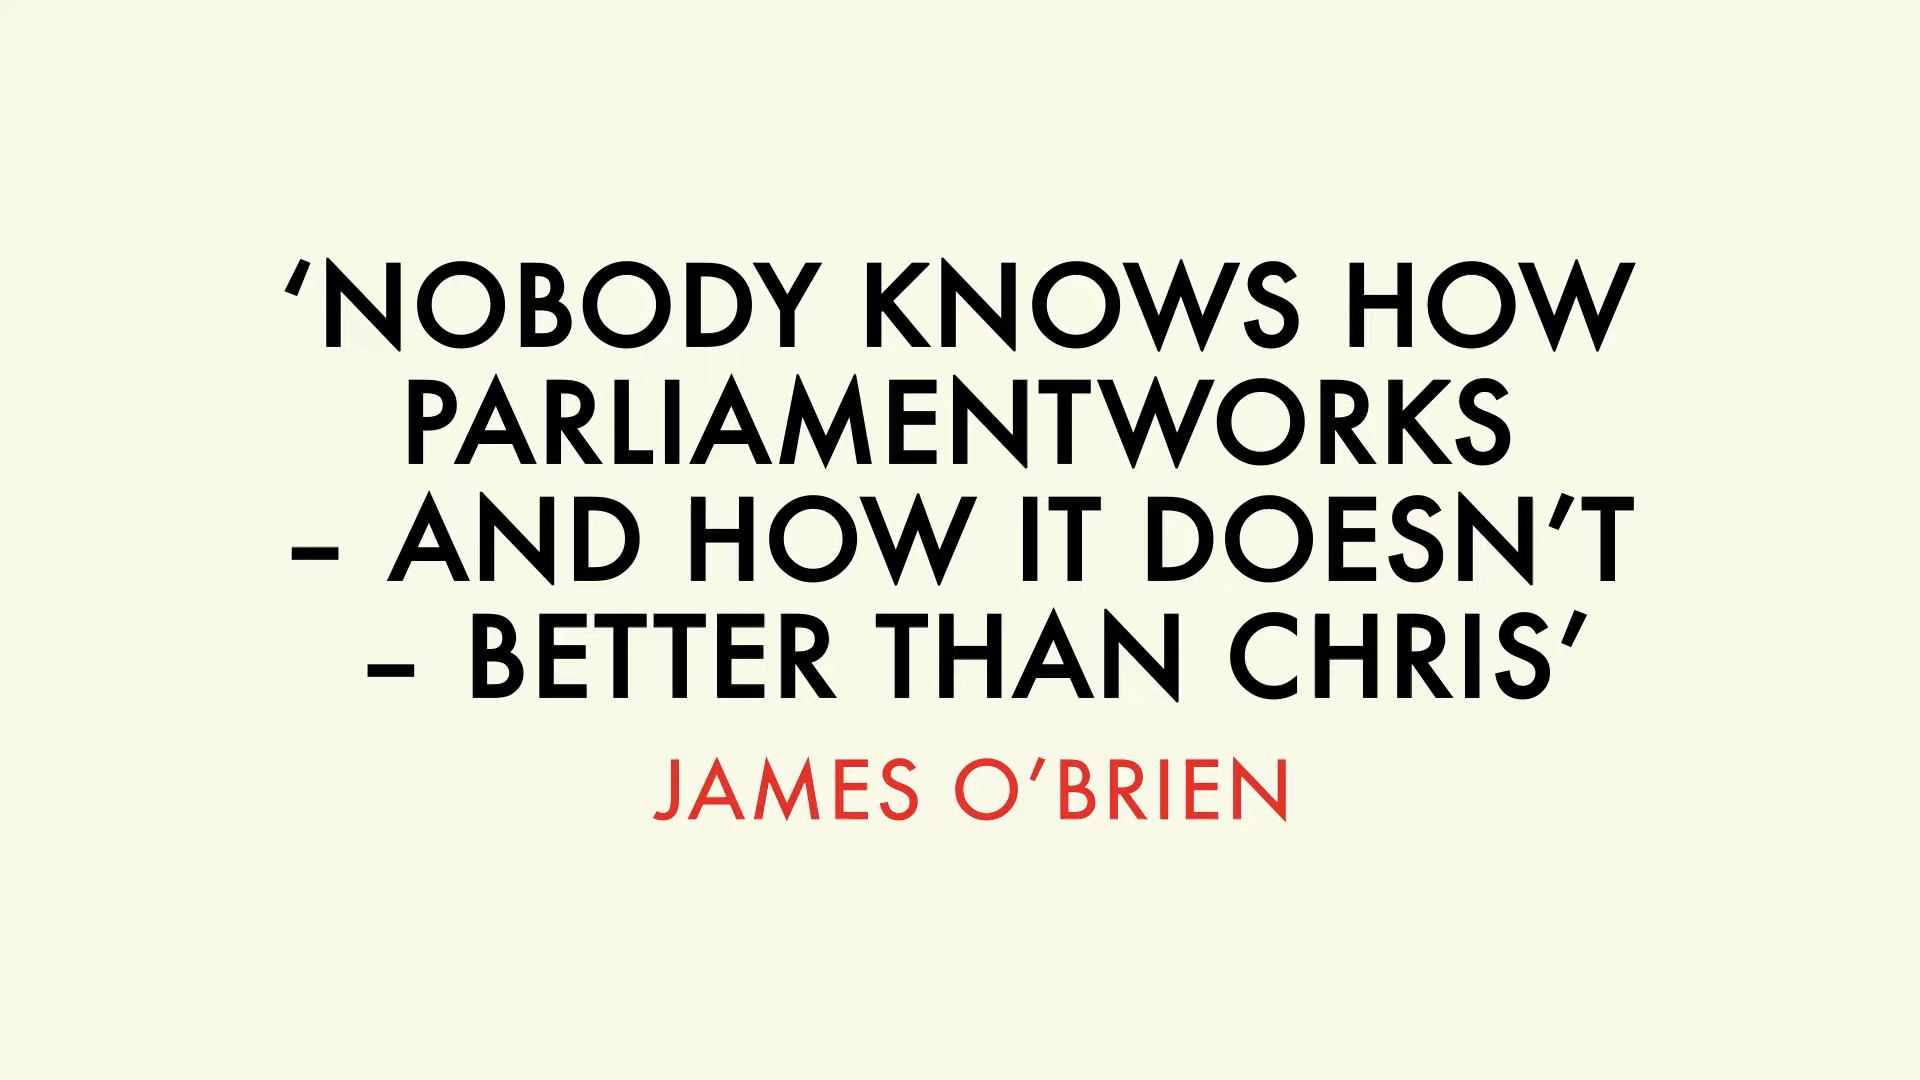 ‘NOBODY KNOWS HOW
PARLIAMENTWORKS
– AND HOW IT DOESN’T
– BETTER THAN CHRIS’
JAMES O’BRIEN